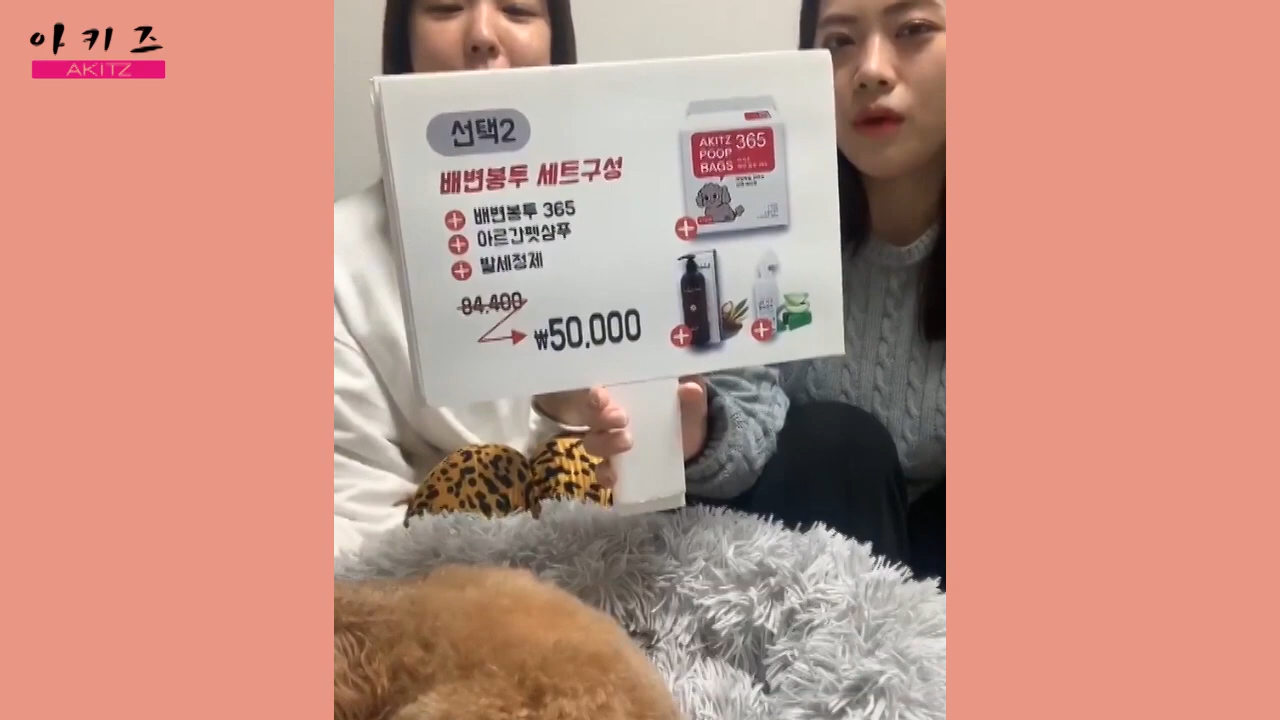 아키즈
AKITZ
선택2
배변봉투 세트구성
배변봉투 365
아르간펫샴푸
발세정제
84,400
₩50,000
AKITZ 365
POOP
BAGS